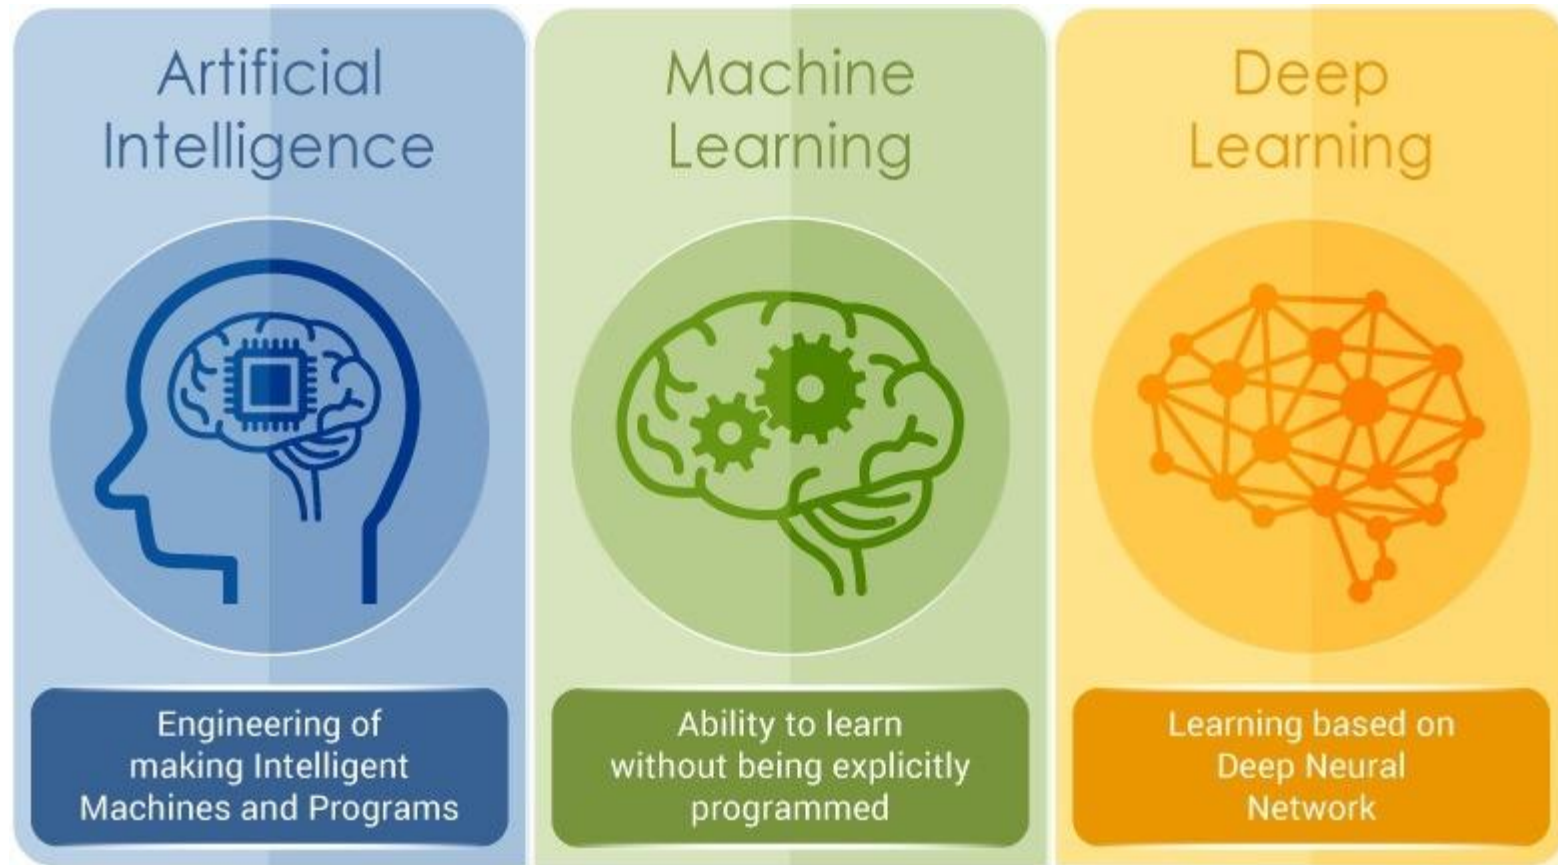 Artificial
Intelligence
Engineering of
making Intelligent
Machines and Programs
Machine
Learning
Ability to learn
without being explicitly
programmed
Deep
Learning
Learning based on
Deep Neural
Network